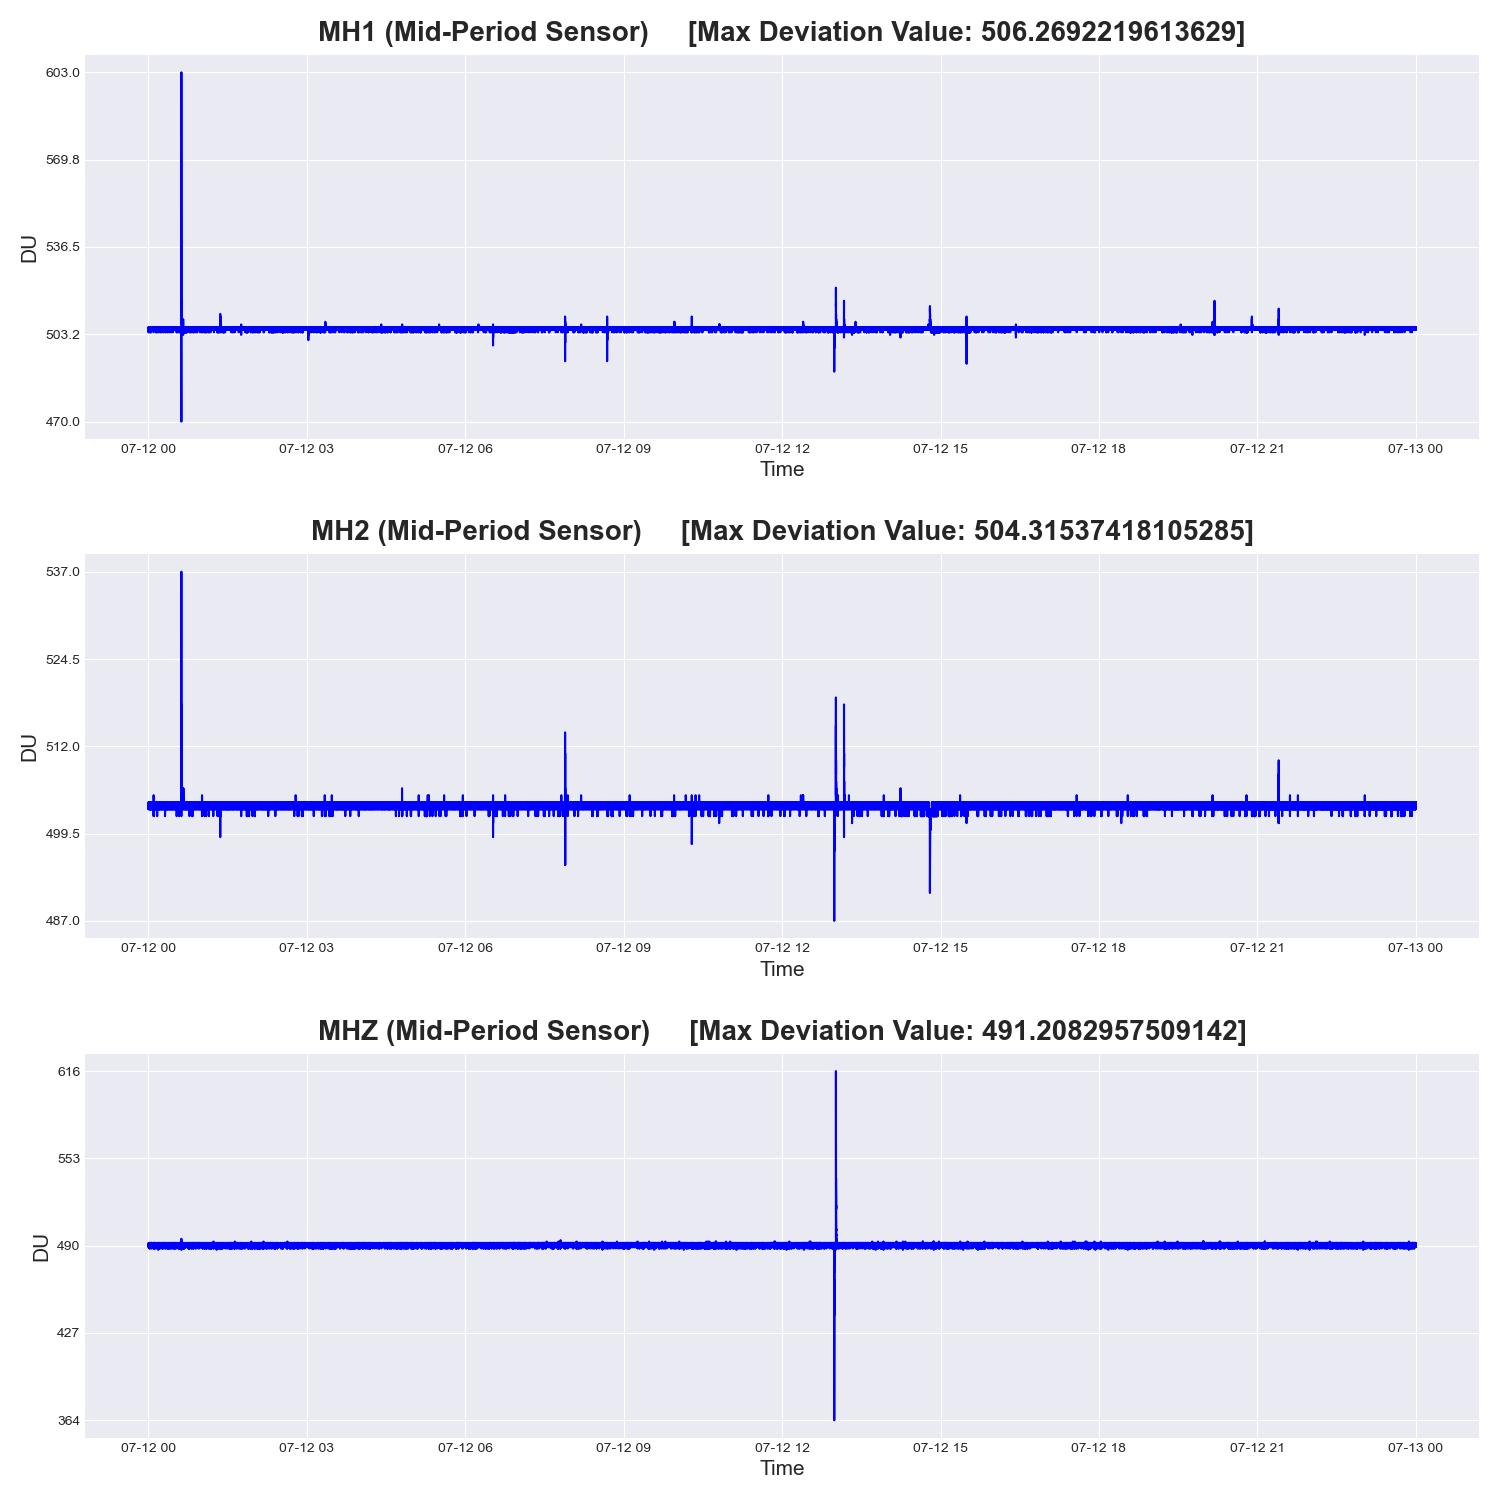 MH1 (Mid-Period Sensor) [Max Deviation Value: 506.2692219613629]
603.0
569.8
536.5
503.2
470.0
DU
07-12 00 07-12 03 07-12 06 07-12 09 07-12 12 07-12 15 07-12 18 07-12 21 07-13 00
Time
MH2 (Mid-Period Sensor) [Max Deviation Value: 504.31537418105285]
537.0
524.5
512.0
499.5
487.0
DU
07-12 00 07-12 03 07-12 06 07-12 09 07-12 12 07-12 15 07-12 18 07-12 21 07-13 00
Time
MHZ (Mid-Period Sensor) [Max Deviation Value: 491.2082957509142]
616
553
490
427
364
DU
07-12 00 07-12 03 07-12 06 07-12 09 07-12 12 07-12 15 07-12 18 07-12 21 07-13 00
Time